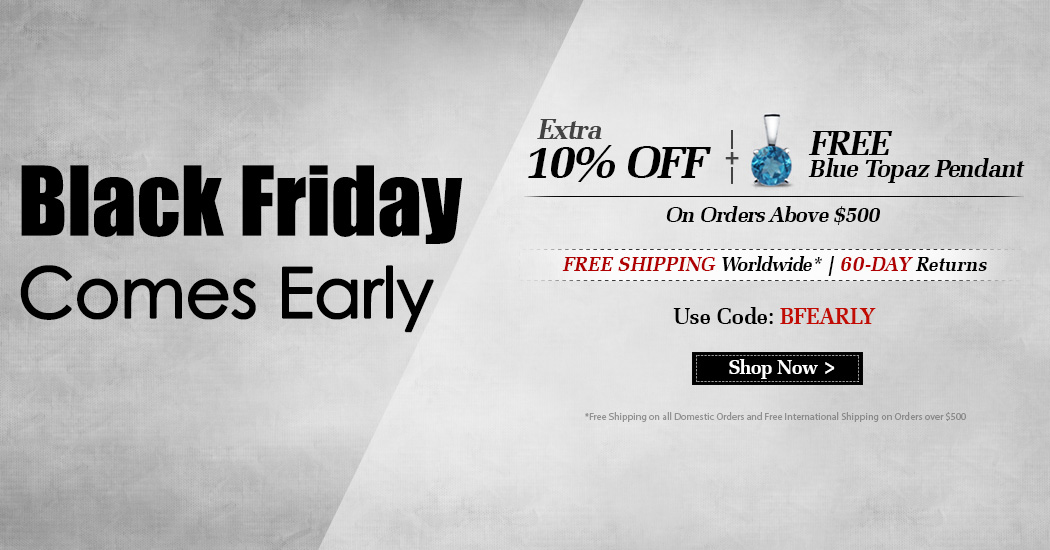 Black Friday
Comes Early
Extra
10% OFF
+
FREE
Blue Topaz Pendant
On Orders Above $500
FREE SHIPPING Worldwide* | 60-DAY Returns
Use Code: BFEARLY
Shop Now >
*Free Shipping on all Domestic Orders and Free International Shipping on Orders over $500